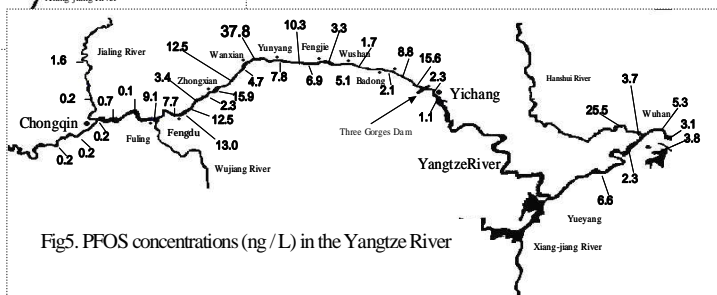 37.8
10.3
3.3
Jialing River
Wanxian
Yunyang
Fengjie
Wushan
1.7
1.6
12.5
8.8
15.6
Hanshui River
3.7
Zhongxian
4.7
7.8
6.9
5.1
Badong
2.1
2.3
Yichang
0.2
0.7
0.1
3.4
15.9
2.3
9.1
7.7
12.5
1.1
25.5
Wuhan
5.3
3.1
3.8
Chongqin
0.2
0.2
0.2
Fuling
Fengdu
13.0
Three Gorges Dam
Wujiang River
YangtzeRiver
2.3
6.6
Yueyang
Xiang-jiang River
Fig5. PFOS concentrations (ng / L) in the Yangtze River